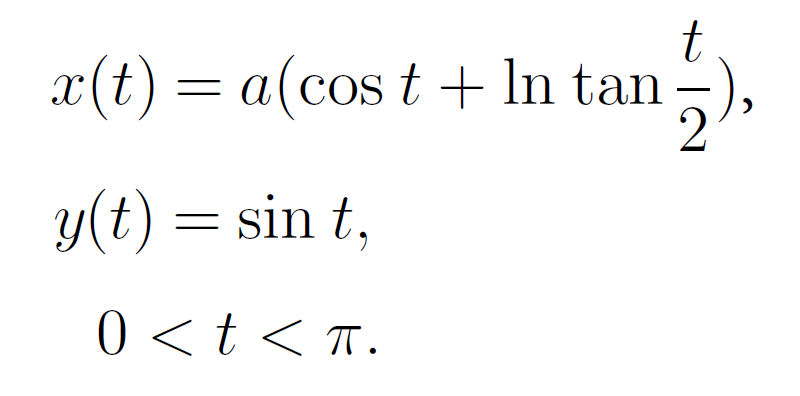 x(t) = a(cos t + ln tan t/2),
y(t) = sin t,
0 < t < π.